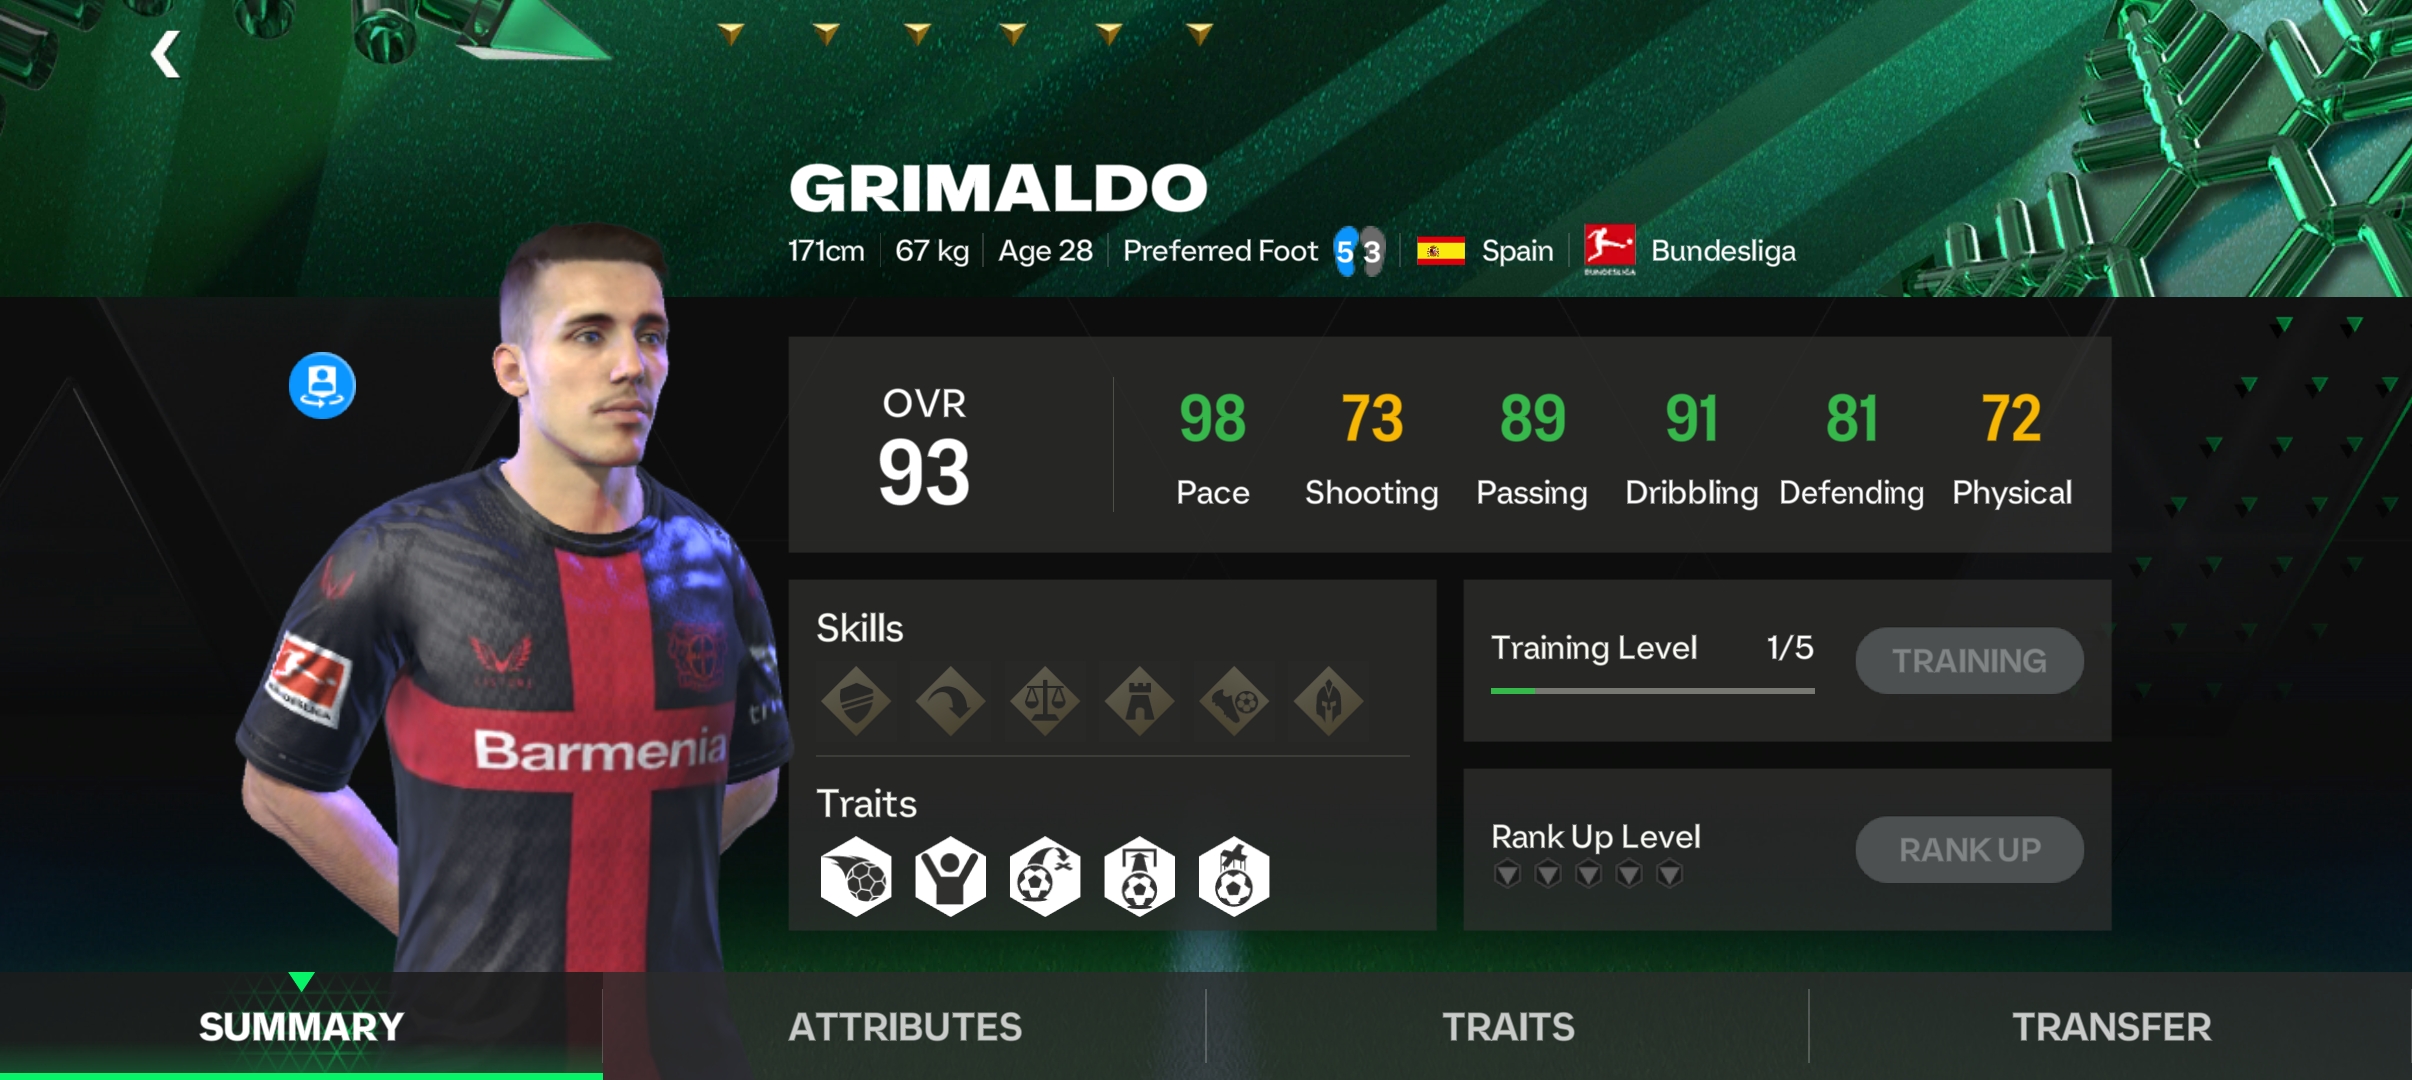 GRIMALDO
171cm 67 kg Age 28 Preferred Foot 5 3 Spain BUNDESLIGA Bundesliga
OVR
93
98 73 89 91 81 72
Pace Shooting Passing Dribbling Defending Physical
Skills
Training Level 1/5 TRAINING
BUNDESLIGA
Barmenia
Traits
Rank Up Level RANK UP
SUMMARY ATTRIBUTES TRAITS TRANSFER